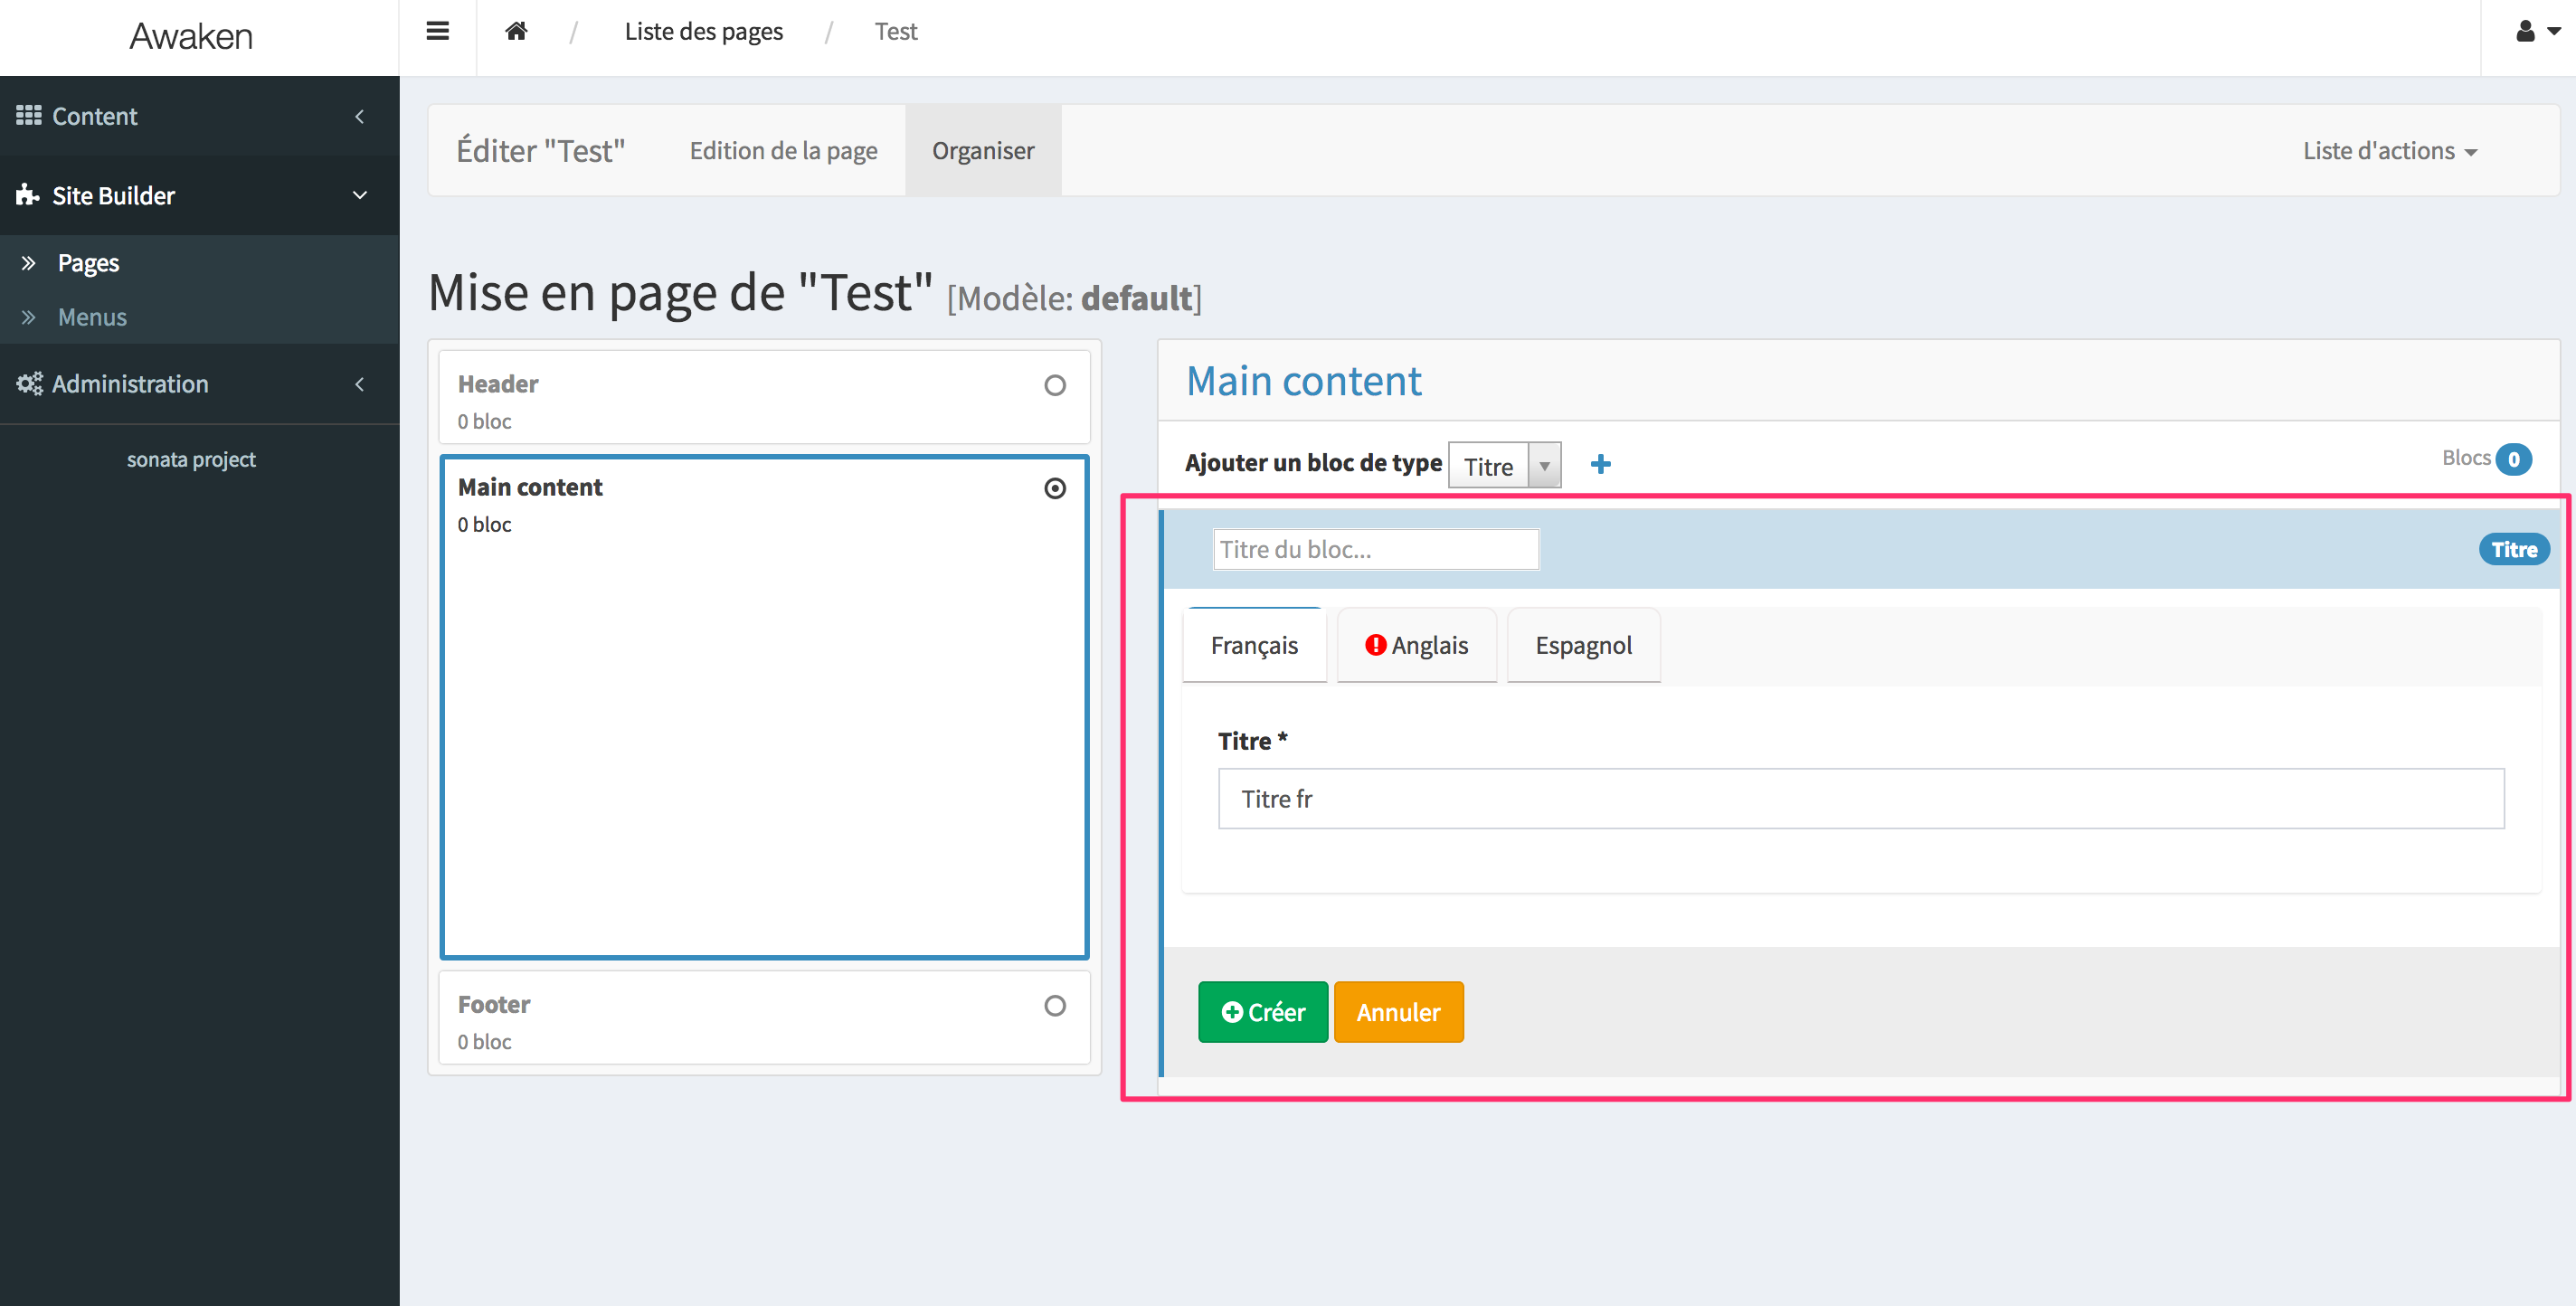 Awaken
/ Liste des pages / Test
Content
Site Builder
Pages
Menus
Administration
sonata project
Éditer "Test" Edition de la page Organiser Liste d'actions
Mise en page de "Test" [Modèle: default]
Header
0 bloc
Main content
0 bloc
Footer
0 bloc
Main content
Ajouter un bloc de type Titre Blocs 0
Titre du bloc... Titre
Français Anglais Espagnol
Titre *
Titre fr
Créer Annuler